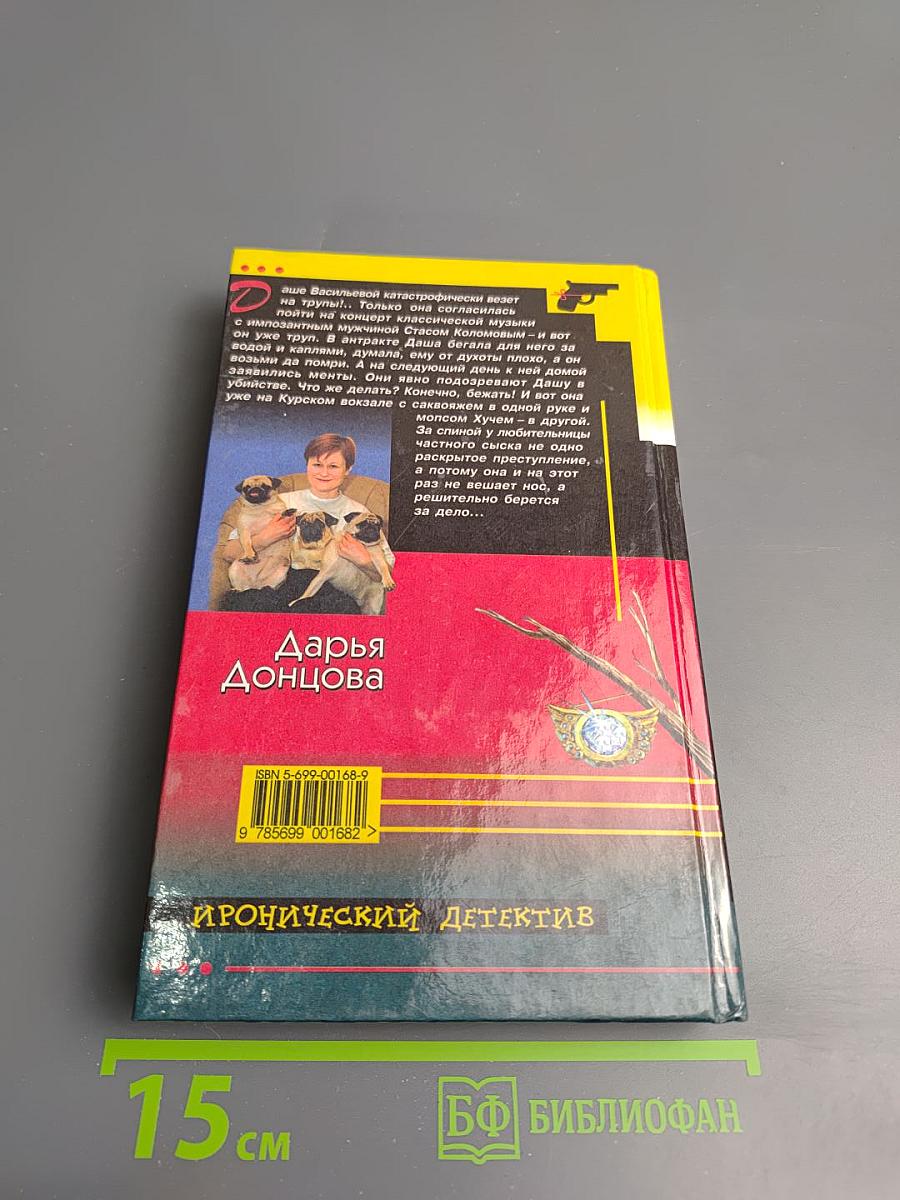 Даше Васильевой катастрофически везет
на трупы!.. Только она согласилась
пойти на концерт классической музыки
с импозантным мужчиной Стасом Коломовым – и вот
он уже труп. В антракте Даша бегала для него за
водой и каплями, думала, ему от духоты плохо, а он
возьми да помри. А на следующий день к ней домой
заявились менты. Они явно подозревают Дашу в
убийстве. Что же делать? Конечно, бежать! И вот она
уже на Курском вокзале с саквояжем в одной руке и
мопсом Хучем – в другой.
За спиной у любительницы
частного сыска не одно
раскрытое преступление,
а потому она и на этот
раз не вешает нос, а
решительно берется
за дело...
Дарья
Донцова
ISBN 5-699-00168-9
9 785699 001682 >
ИРОНИЧЕСКИЙ ДЕТЕКТИВ
15 см
БФ БИБЛИОФАН